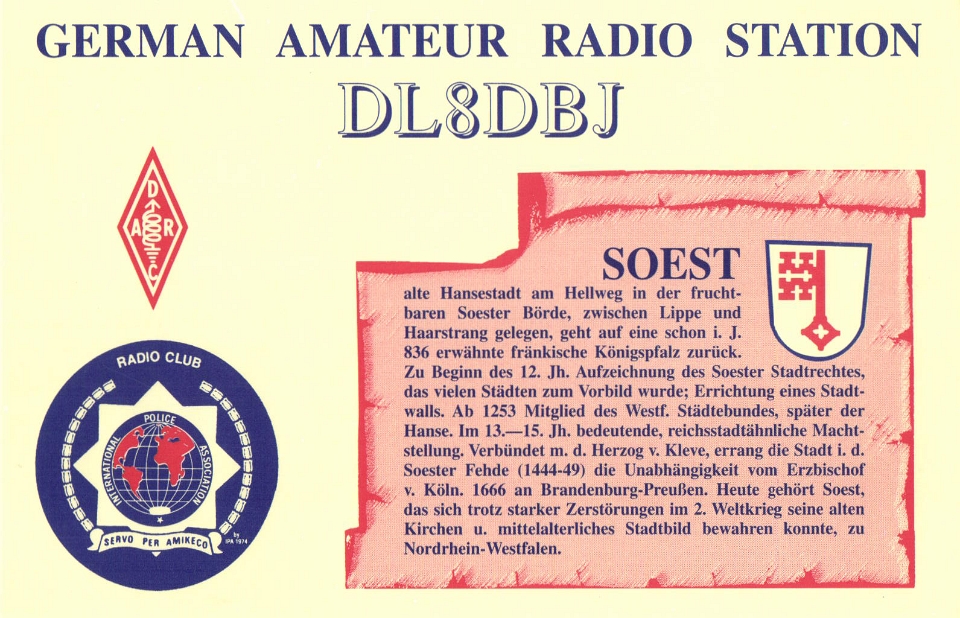 GERMAN AMATEUR RADIO STATION
DL8DBJ
D
A R
C
SOEST
alte Hansestadt am Hellweg in der frucht-
baren Soester Börde, zwischen Lippe und
Haarstrang gelegen, geht auf eine schon i. J.
836 erwähnte fränkische Königspfalz zurück.
Zu Beginn des 12. Jh. Aufzeichnung des Soester Stadtrechtes,
das vielen Städten zum Vorbild wurde; Errichtung eines Stadt-
walls. Ab 1253 Mitglied des Westf. Städtebundes, später der
Hanse. Im 13.—15. Jh. bedeutende, reichsstadtähnliche Macht-
stellung. Verbündet m. d. Herzog v. Kleve, errang die Stadt i. d.
Soester Fehde (1444-49) die Unabhängigkeit vom Erzbischof
v. Köln. 1666 an Brandenburg-Preußen. Heute gehört Soest,
das sich trotz starker Zerstörungen im 2. Weltkrieg seine alten
Kirchen u. mittelalterliches Stadtbild bewahren konnte, zu
Nordrhein-Westfalen.
RADIO CLUB
INTERNATIONAL POLICE ASSOCIATION
SERVO PER AMIKECO
by
IPA 1974